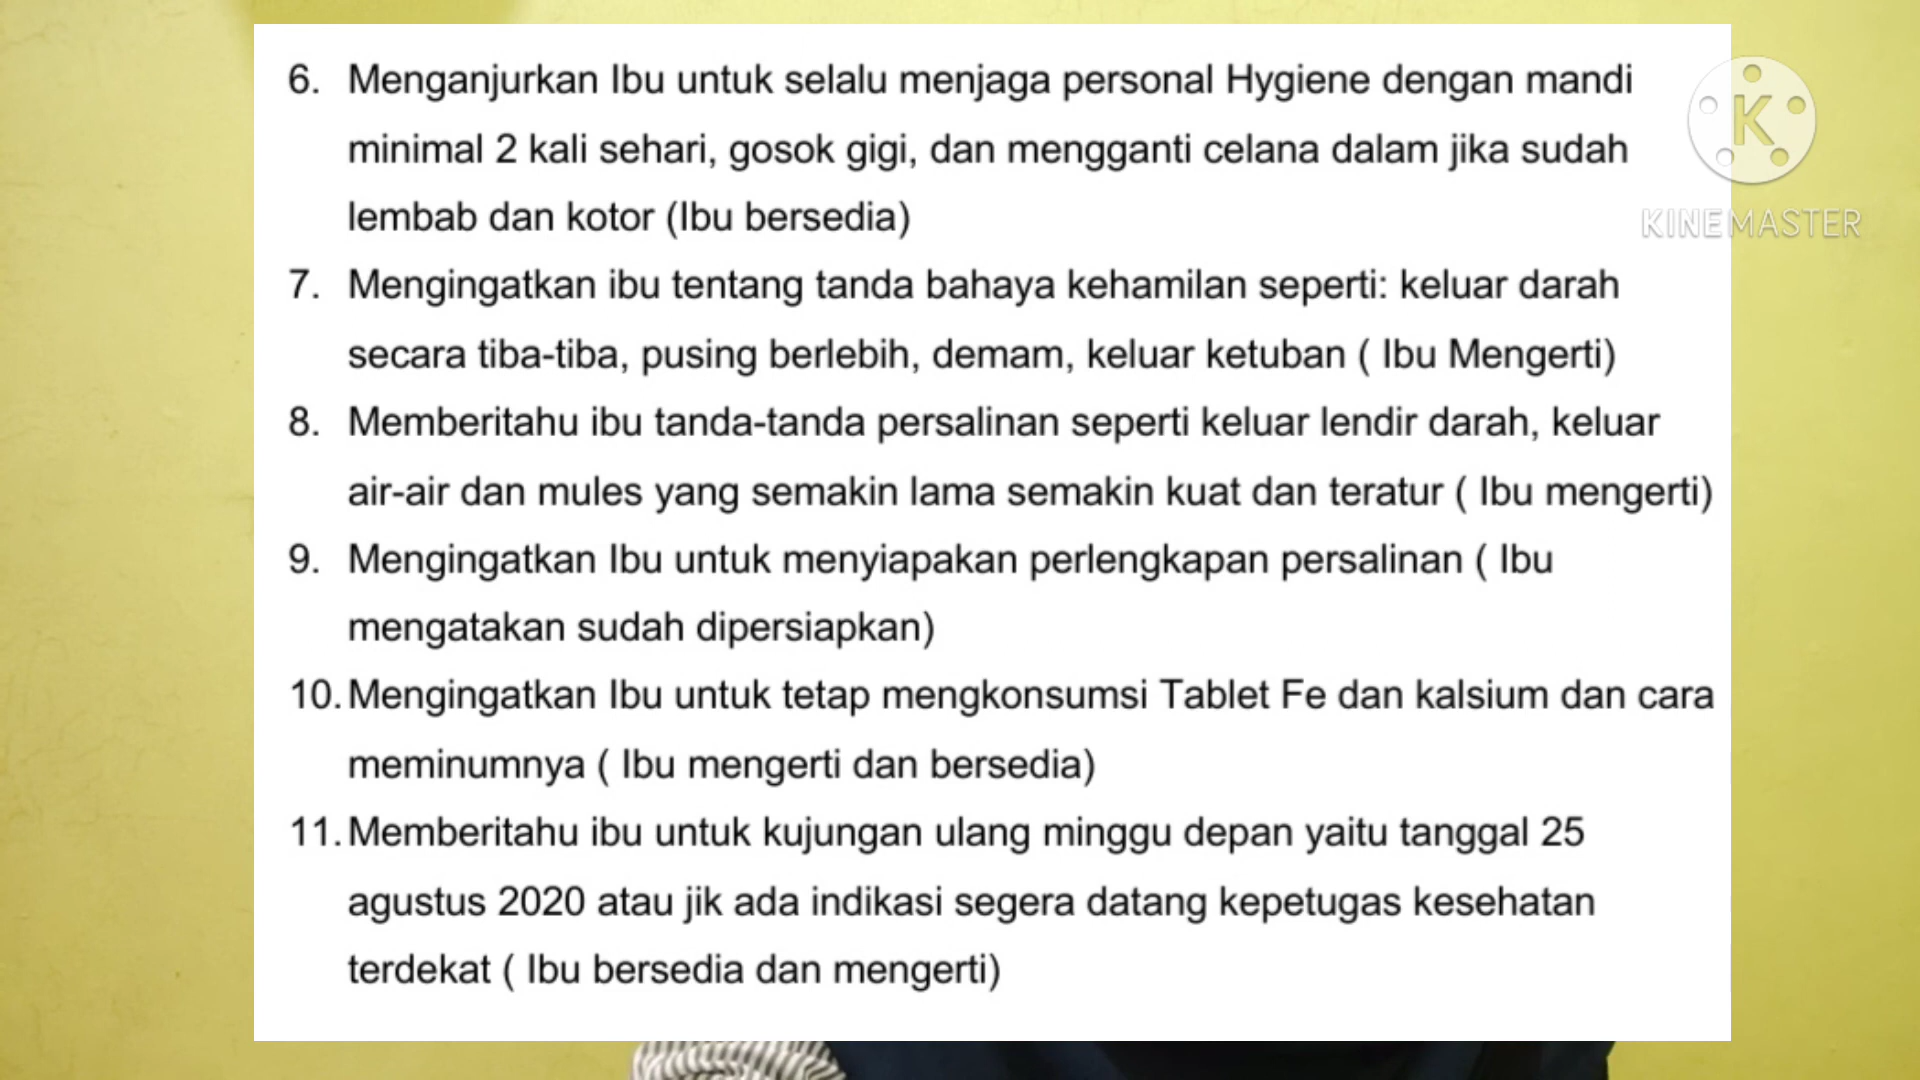 6. Menganjurkan Ibu untuk selalu menjaga personal Hygiene dengan mandi
minimal 2 kali sehari, gosok gigi, dan mengganti celana dalam jika sudah
lembab dan kotor (Ibu bersedia)
7. Mengingatkan ibu tentang tanda bahaya kehamilan seperti: keluar darah
secara tiba-tiba, pusing berlebih, demam, keluar ketuban ( Ibu Mengerti)
8. Memberitahu ibu tanda-tanda persalinan seperti keluar lendir darah, keluar
air-air dan mules yang semakin lama semakin kuat dan teratur ( Ibu mengerti)
9. Mengingatkan Ibu untuk menyiapakan perlengkapan persalinan ( Ibu
mengatakan sudah dipersiapkan)
10. Mengingatkan Ibu untuk tetap mengkonsumsi Tablet Fe dan kalsium dan cara
meminumnya ( Ibu mengerti dan bersedia)
11. Memberitahu ibu untuk kujungan ulang minggu depan yaitu tanggal 25
agustus 2020 atau jik ada indikasi segera datang kepetugas kesehatan
terdekat ( Ibu bersedia dan mengerti)
K
KINEMASTER